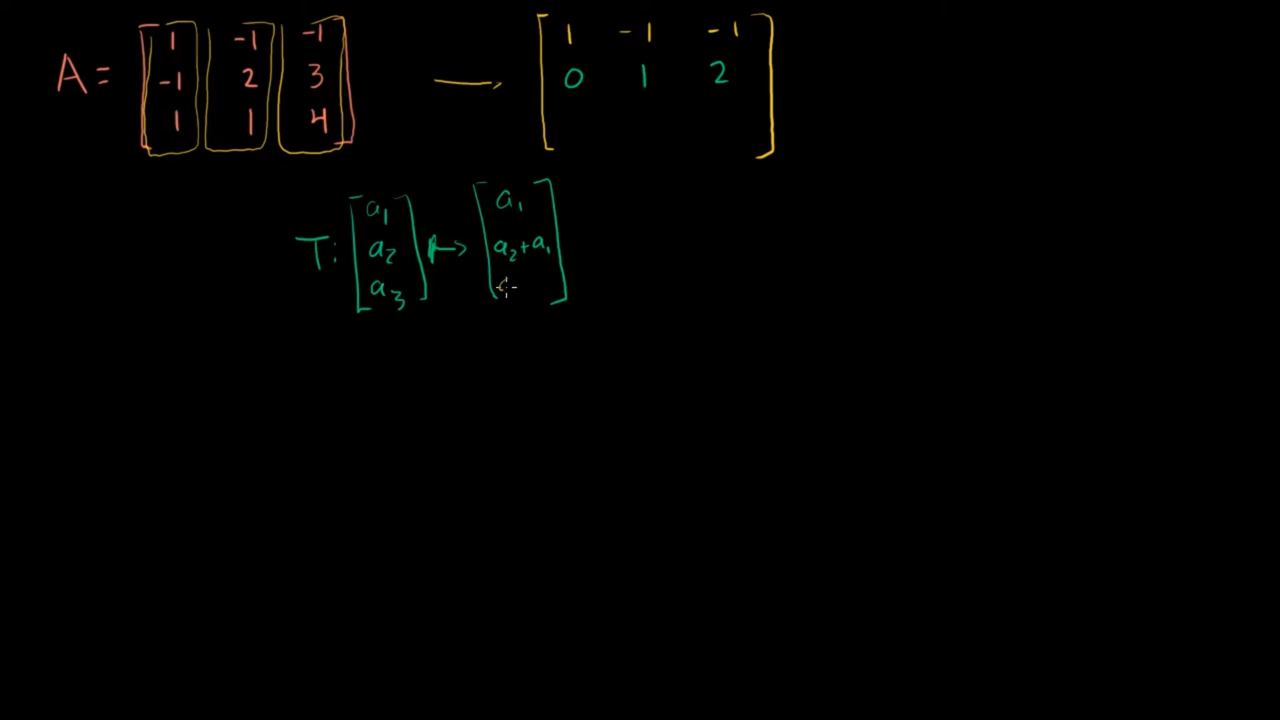 A = [1 -1 -1 → [1 -1 -1
-1 2 3 0 1 2
1 1 4] ]
T: [a₁ ↦ [a₁
a₂ a₂+a₁
a₃] ]